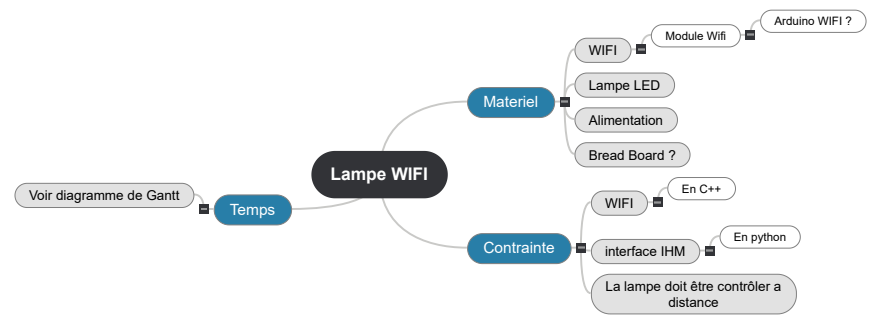 Lampe WIFI
Materiel
WIFI
Module Wifi
Arduino WIFI ?
Lampe LED
Alimentation
Bread Board ?
Contrainte
WIFI
En C++
interface IHM
En python
La lampe doit être contrôler a
distance
Temps
Voir diagramme de Gantt